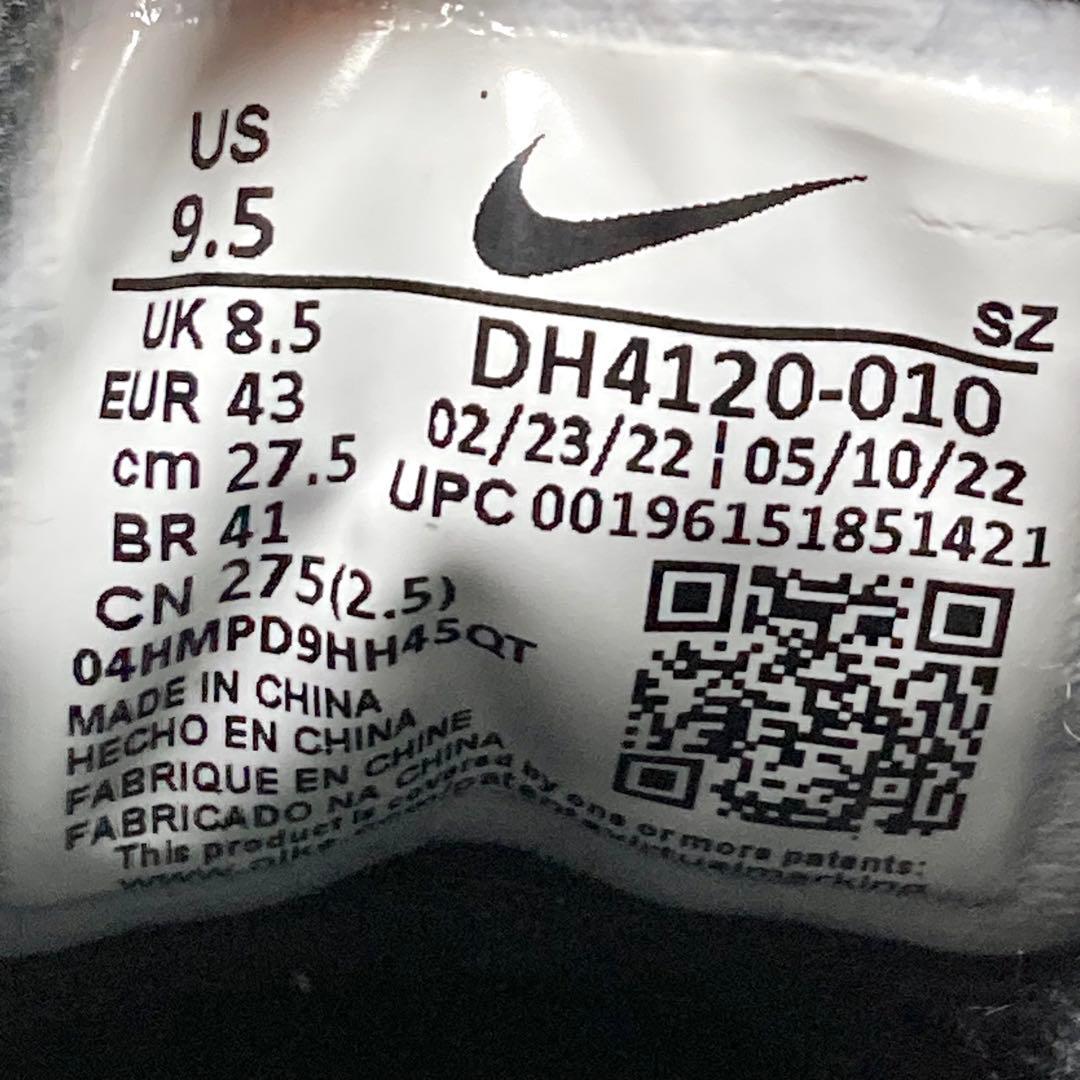 US
9.5
SZ
UK 8.5
DH4120-010
EUR 43
02/23/22 | 05/10/22
cm 27.5
UPC 00196151851421
BR 41
CN 275(2.5)
04HMPD9HH45QT
MADE IN CHINA
HECHO EN CHINA
FABRIQUE EN CHINE
FABRICADO NA CHINA
This product is covered by one or more patents: